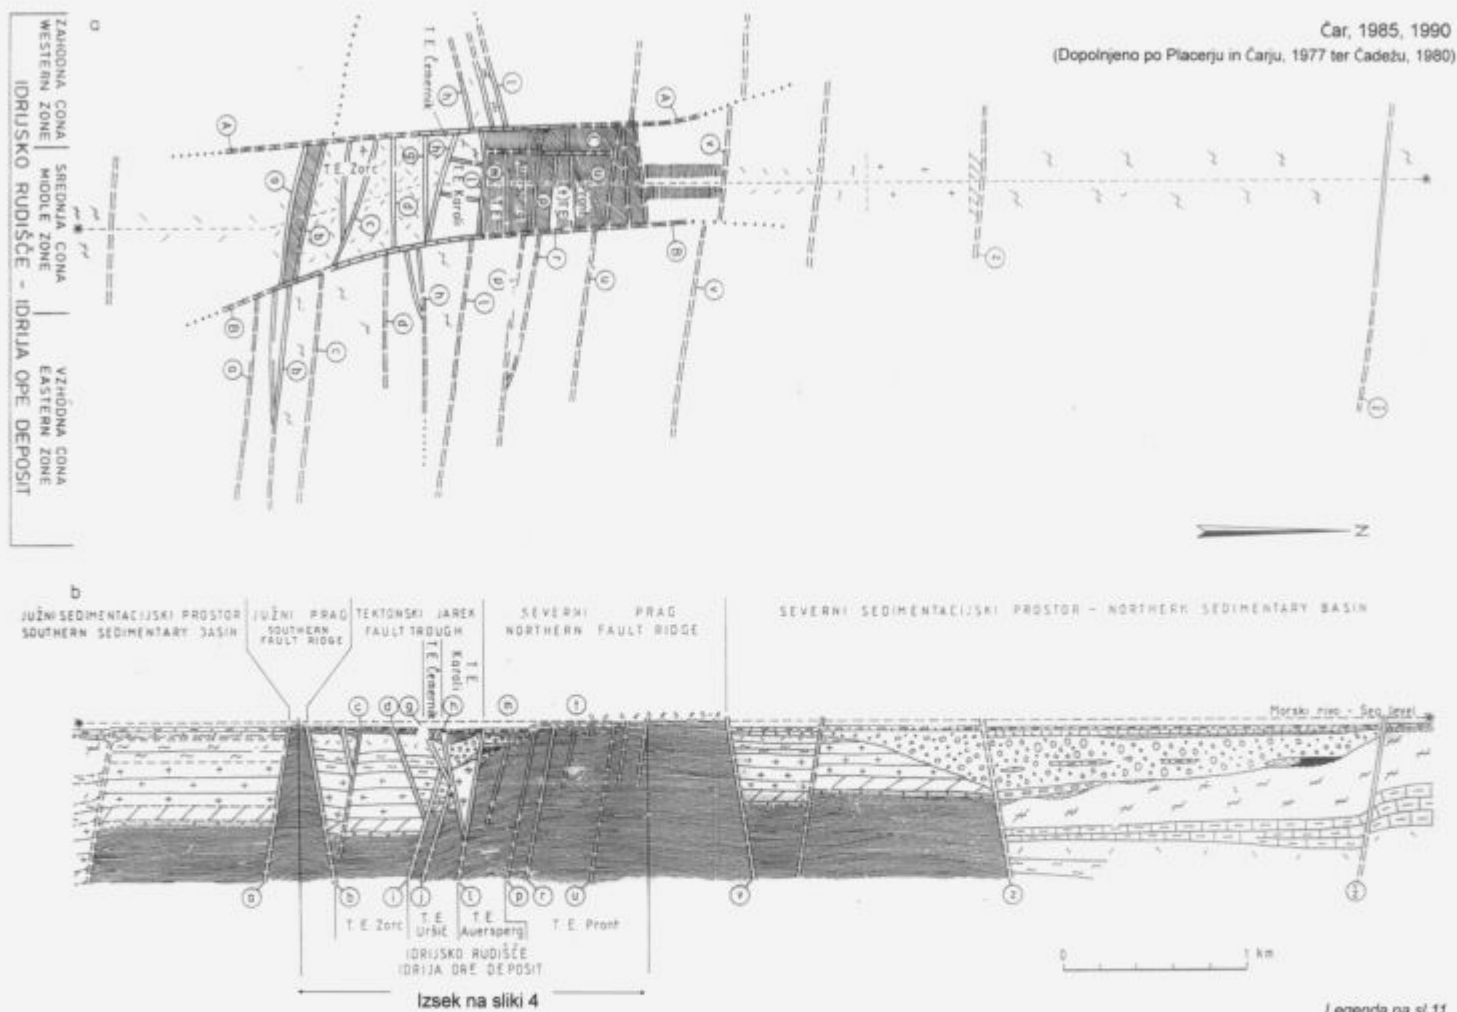 a
Čar, 1985, 1990
(Dopolnjeno po Placerju in Čarju, 1977 ter Čadežu, 1980)
ZAHODNA CONA
WESTERN ZONE
SREDNJA CONA
MIDDLE ZONE
VZHODNA CONA
EASTERN ZONE
IDRIJSKO RUDIŠČE - IDRIJA OPE DEPOSIT
T.E. Čemernik
T.E. Zorc
T.E. Karoli
A
A
B
B
N
b
JUŽNI SEDIMENTACIJSKI PROSTOR
SOUTHERN SEDIMENTARY BASIN
JUŽNI PRAG
SOUTHERN
FAULT RIDGE
TEKTONSKI JAREK
FAULT TROUGH
SEVERNI PRAG
NORTHERN FAULT RIDGE
SEVERNI SEDIMENTACIJSKI PROSTOR - NORTHERN SEDIMENTARY BASIN
T.E. Čemernik
T.E. Karoli
c d g n m t
Morski nivo - Sea level
a b i j l p r u v z ž
T.E. Zorc
T.E.
Uršič
T.E.
Auersperg
T.E. Pront
IDRIJSKO RUDIŠČE
IDRIJA ORE DEPOSIT
0 1 km
Izsek na sliki 4
Legenda na sl.11